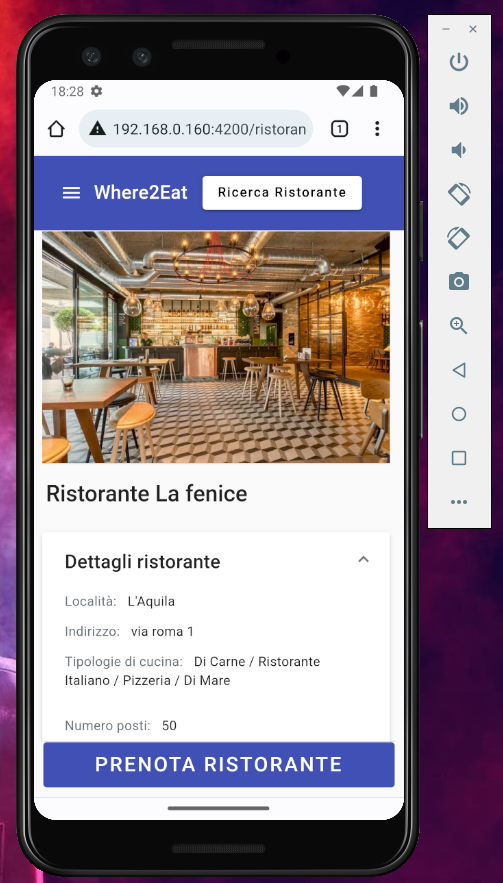 18:28
192.168.0.160:4200/ristoran
1
Where2Eat
Ricerca Ristorante
Ristorante La fenice
Dettagli ristorante
Località: L'Aquila
Indirizzo: via roma 1
Tipologie di cucina: Di Carne / Ristorante
Italiano / Pizzeria / Di Mare
Numero posti: 50
PRENOTA RISTORANTE